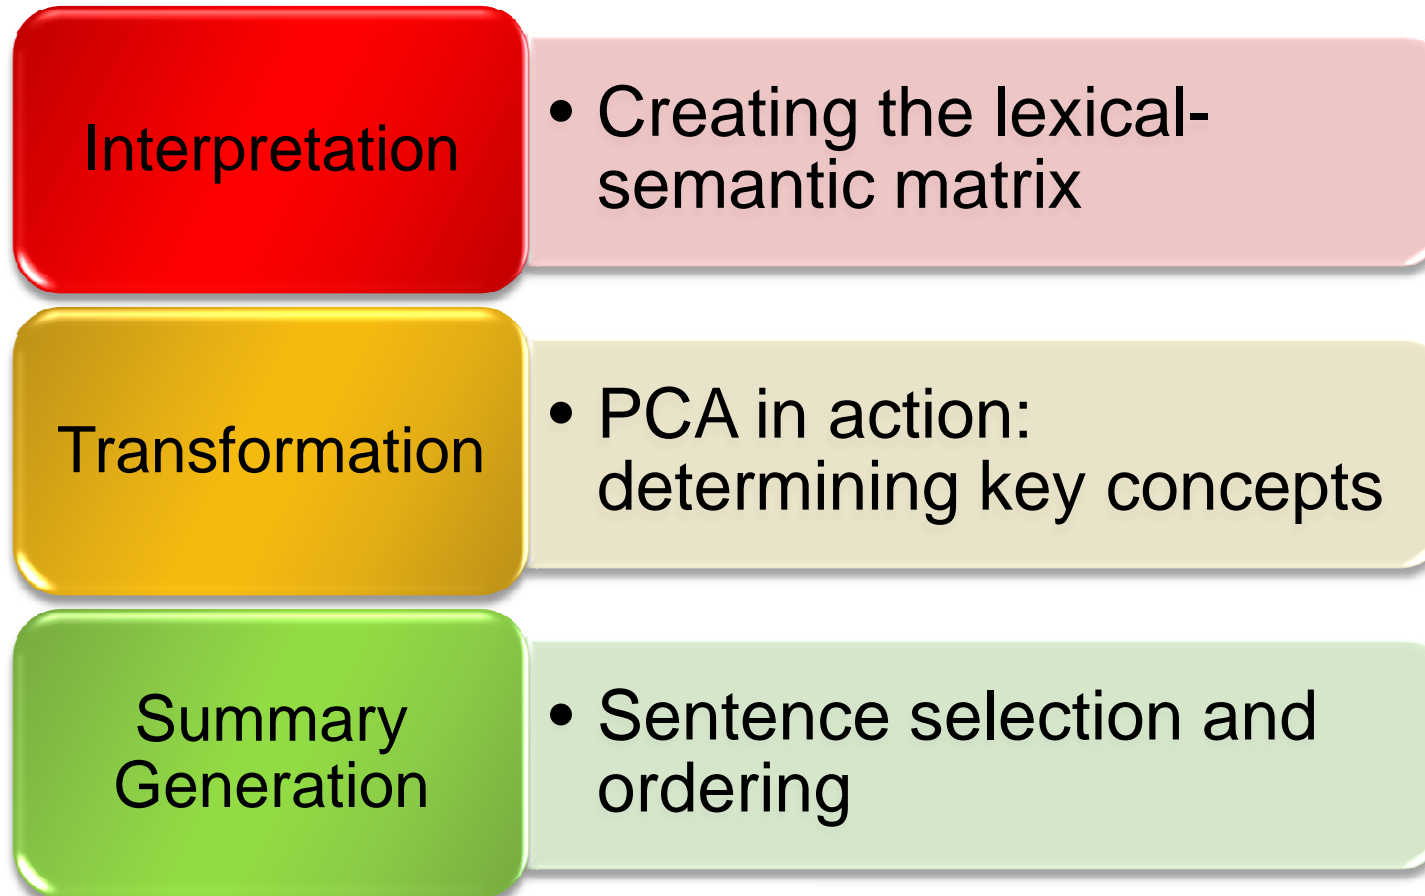 Interpretation
• Creating the lexical-
semantic matrix
Transformation
• PCA in action:
determining key concepts
Summary
Generation
• Sentence selection and
ordering